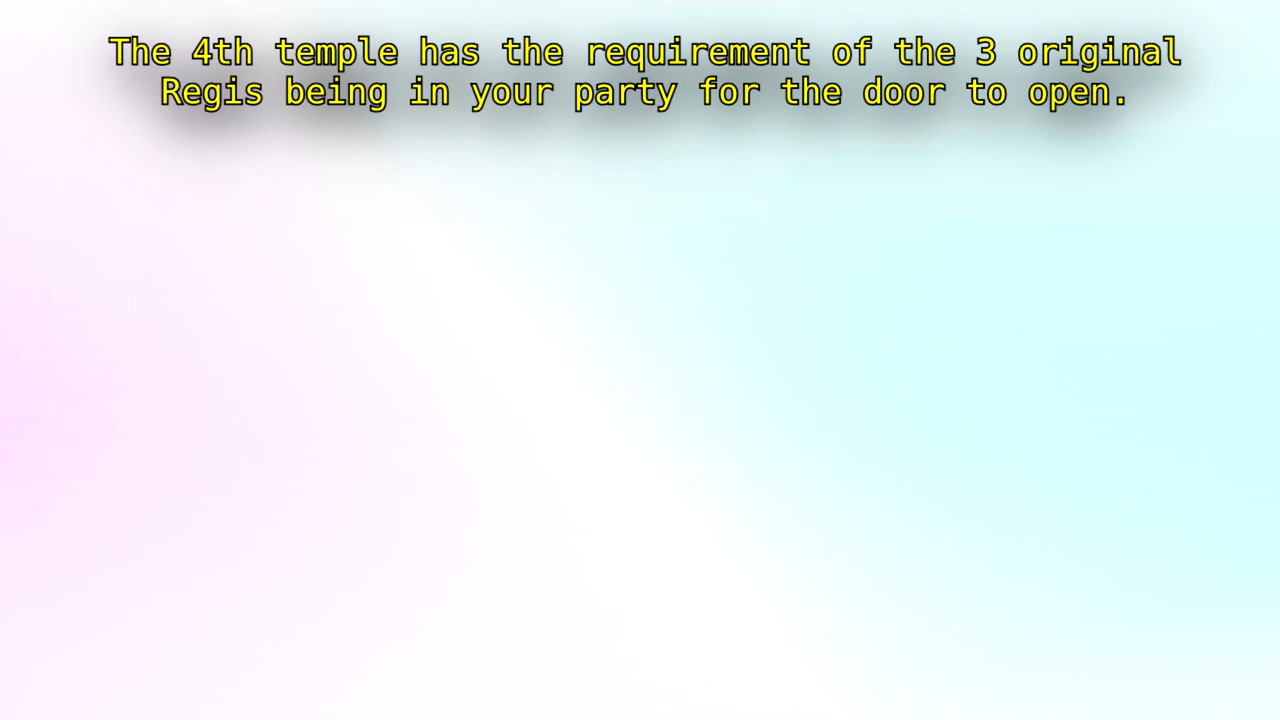 The 4th temple has the requirement of the 3 original
Regis being in your party for the door to open.